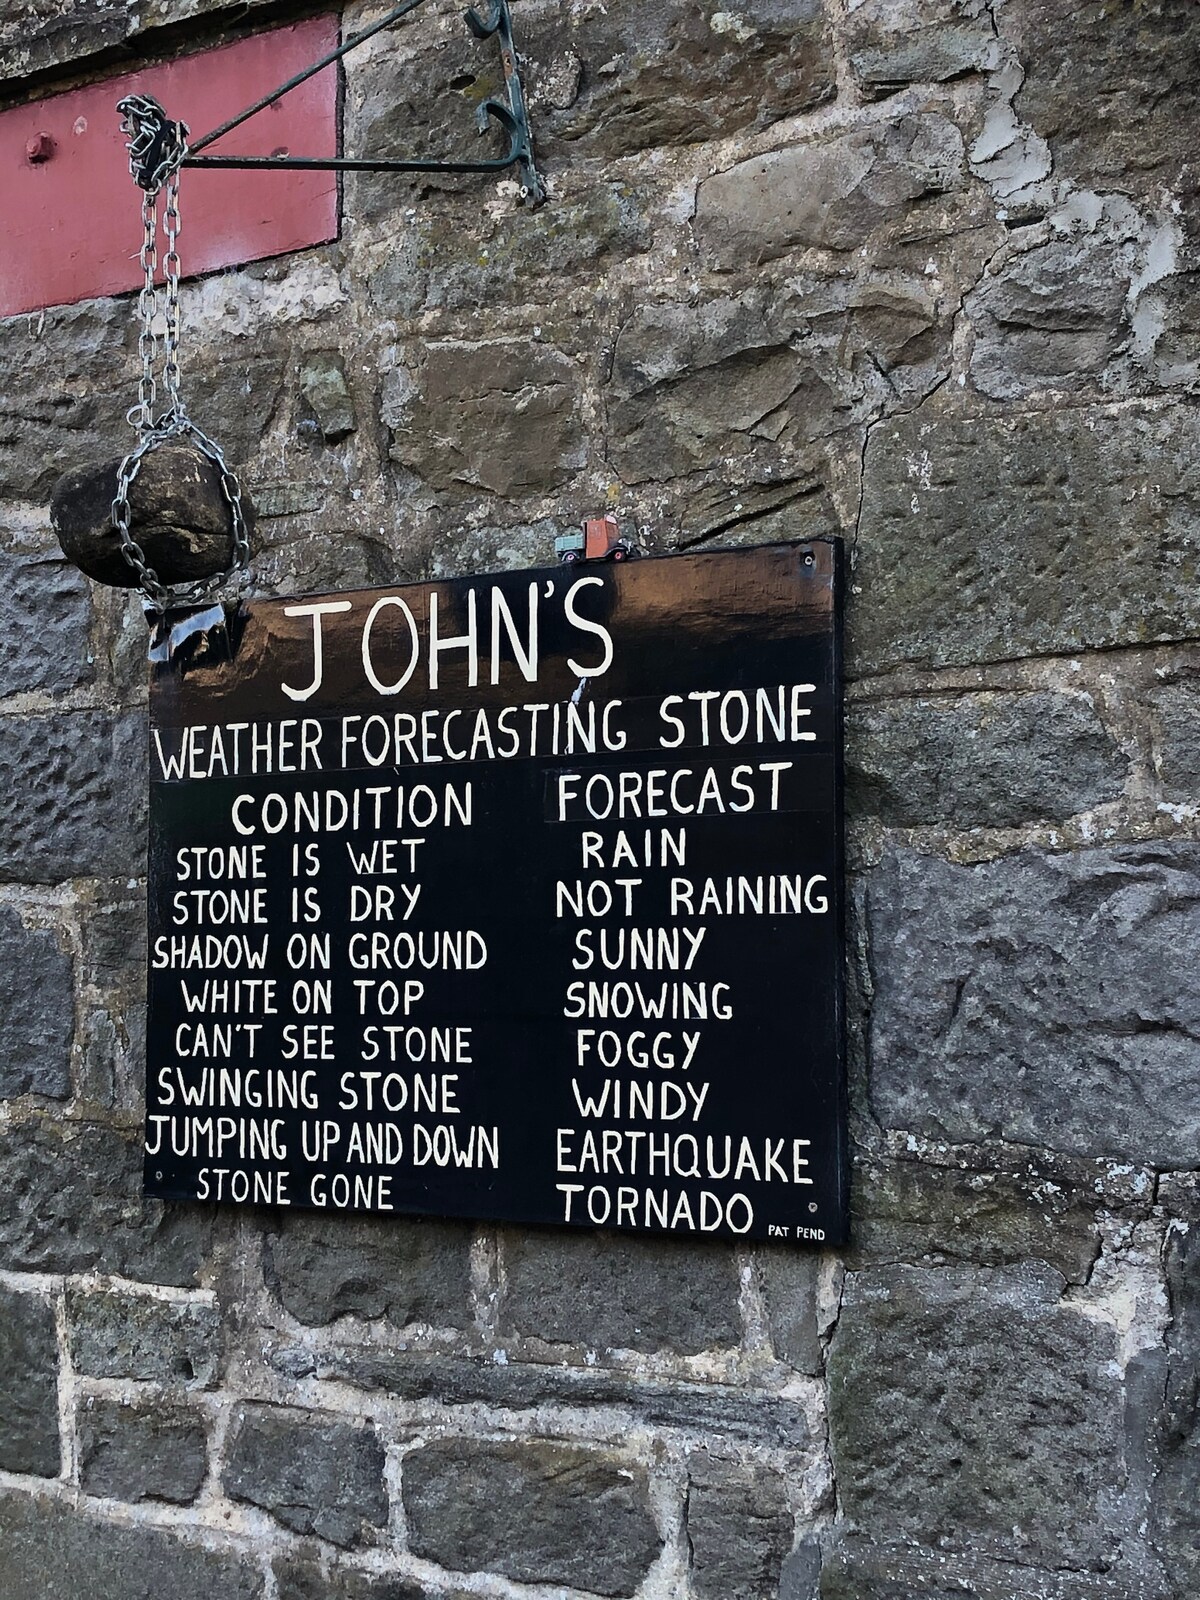 JOHN'S
WEATHER FORECASTING STONE
CONDITION FORECAST
STONE IS WET RAIN
STONE IS DRY NOT RAINING
SHADOW ON GROUND SUNNY
WHITE ON TOP SNOWING
CAN'T SEE STONE FOGGY
SWINGING STONE WINDY
JUMPING UP AND DOWN EARTHQUAKE
STONE GONE TORNADO
PAT PEND